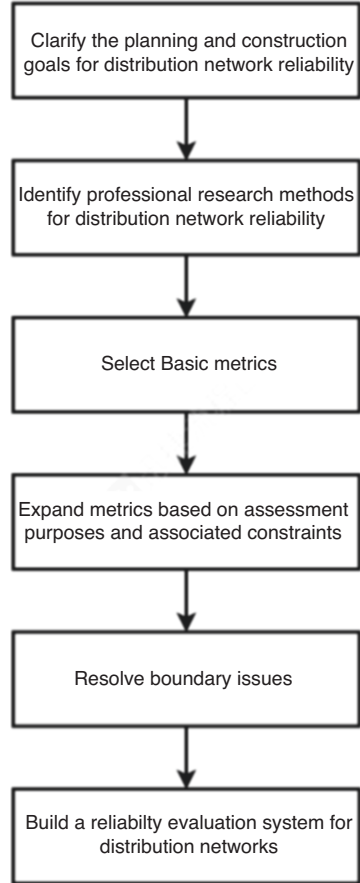 Clarify the planning and construction
goals for distribution network reliability
Identify professional research methods
for distribution network reliability
Select Basic metrics
Expand metrics based on assessment
purposes and associated constraints
Resolve boundary issues
Build a reliabilty evaluation system for
distribution networks